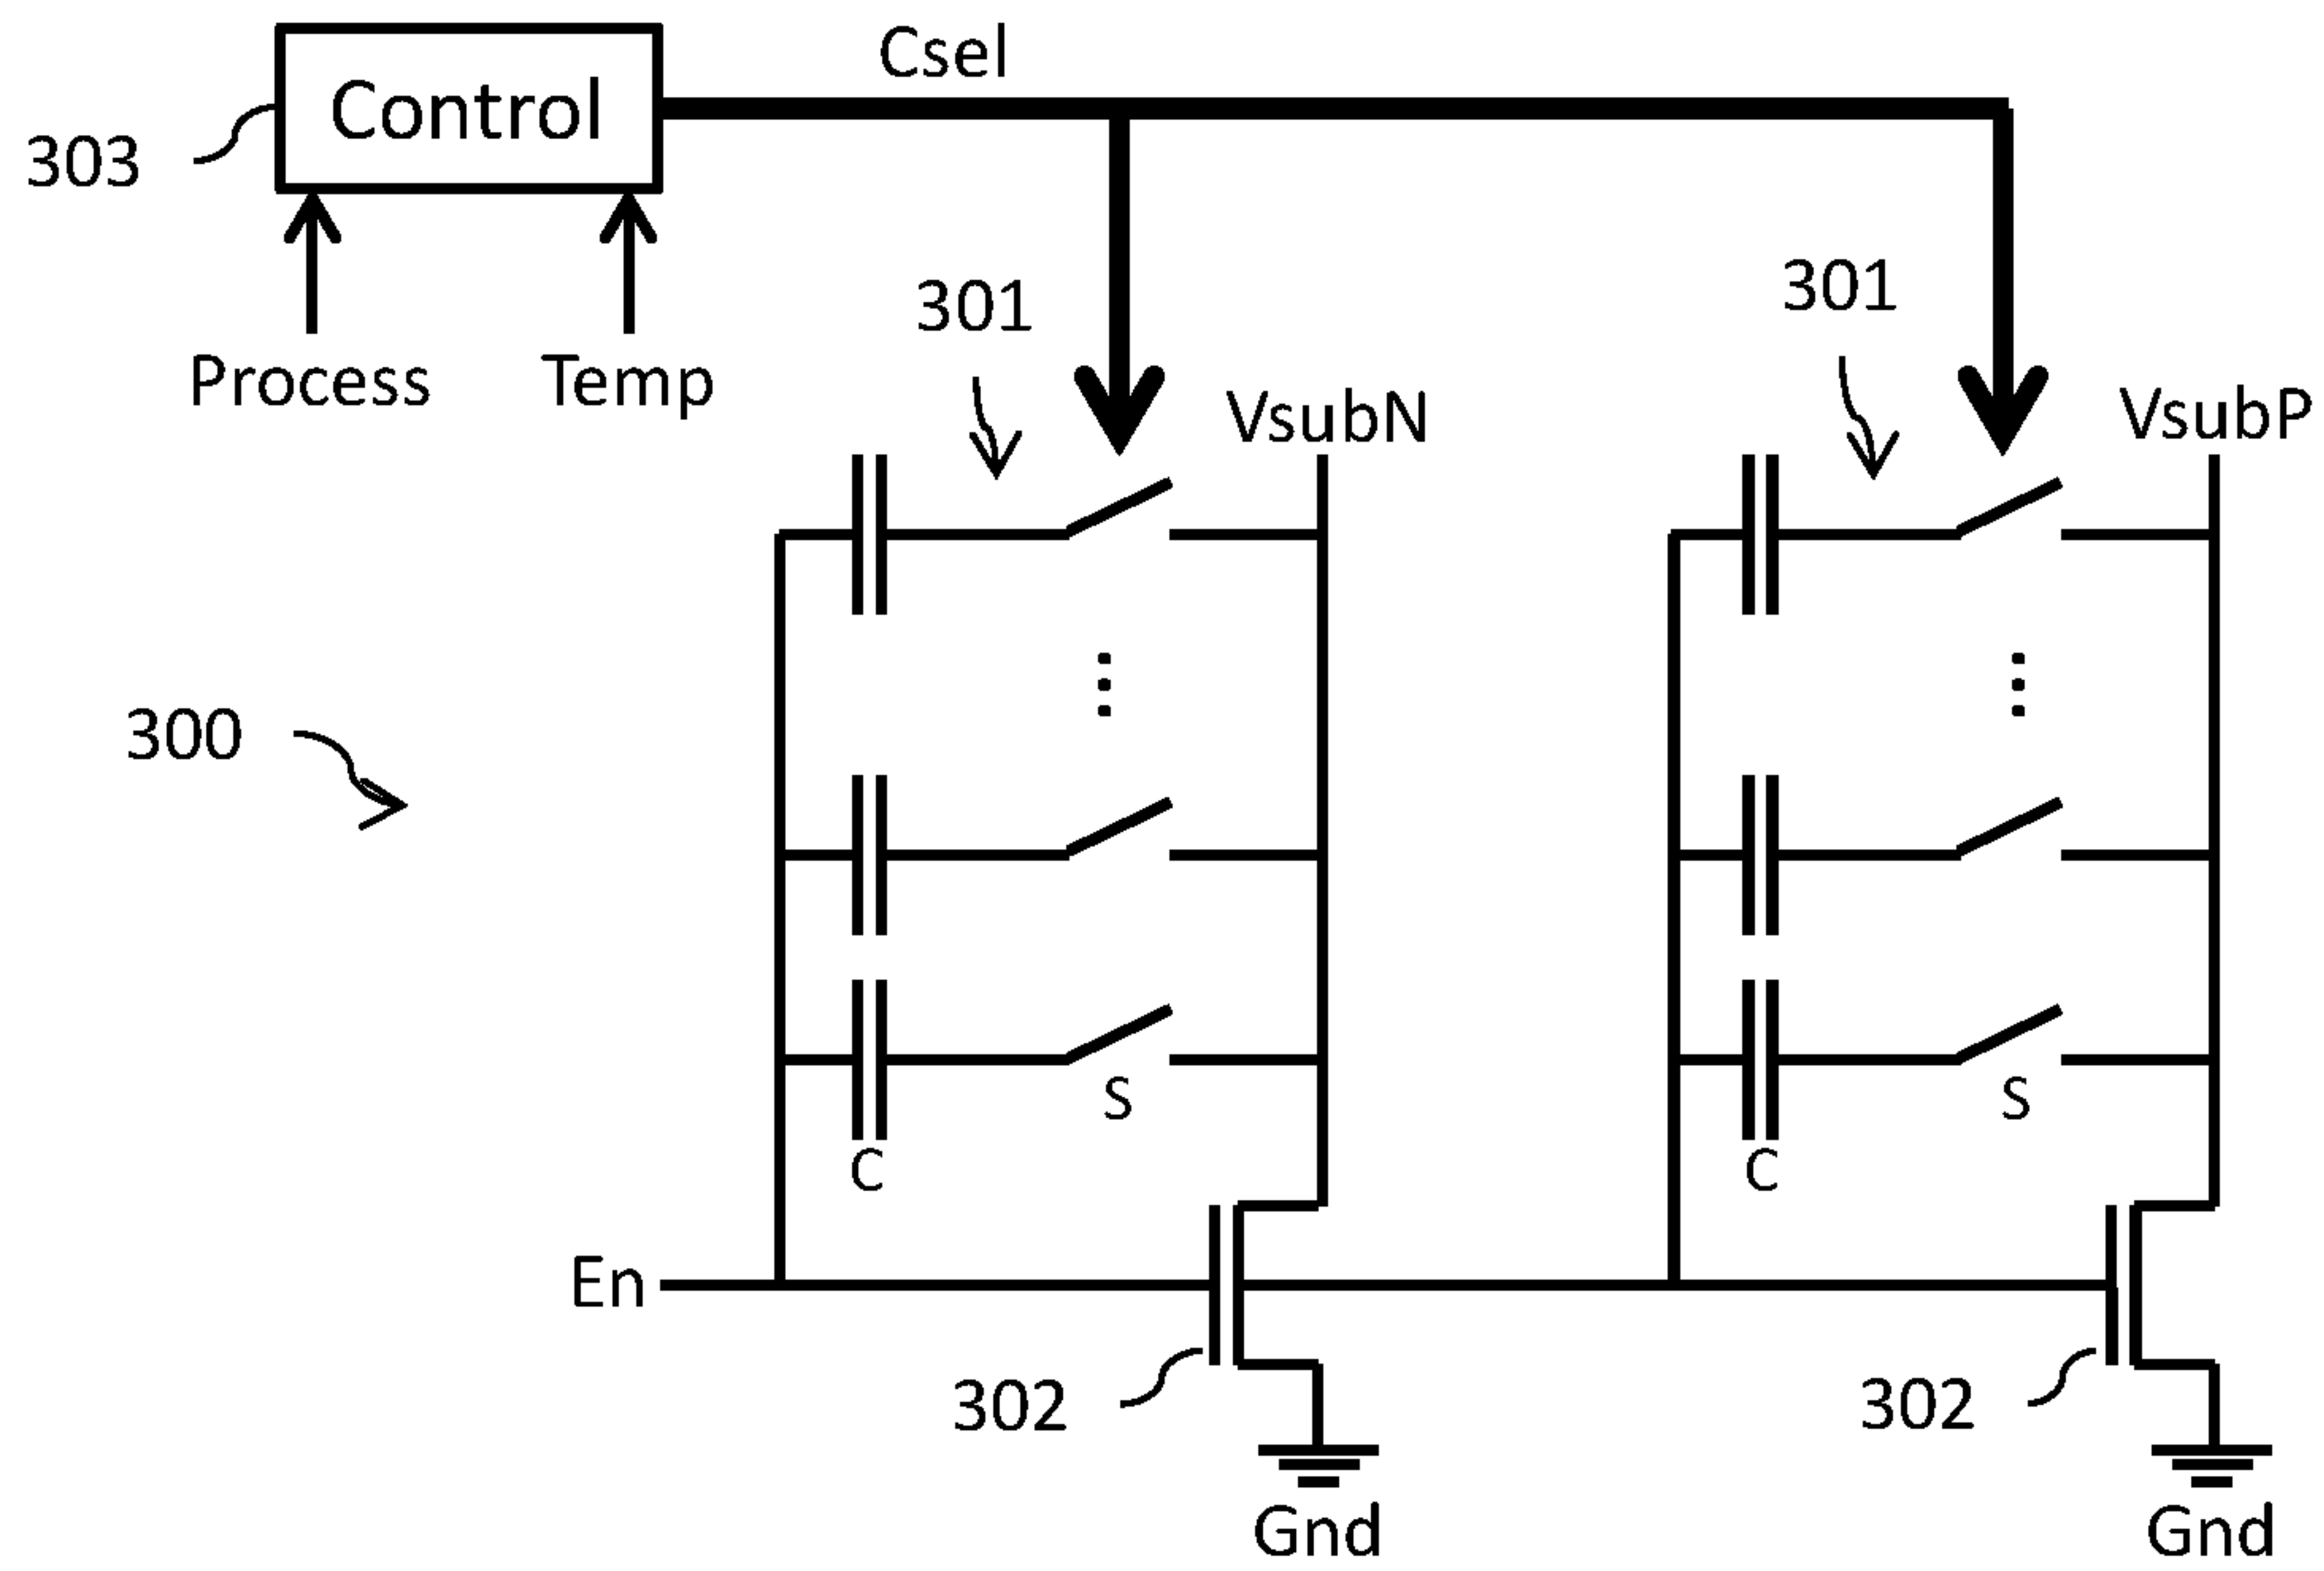 Csel
Control
303
301
301
Process
Temp
VsubN
VsubP
300
S
S
C
C
En
302
302
Gnd
Gnd